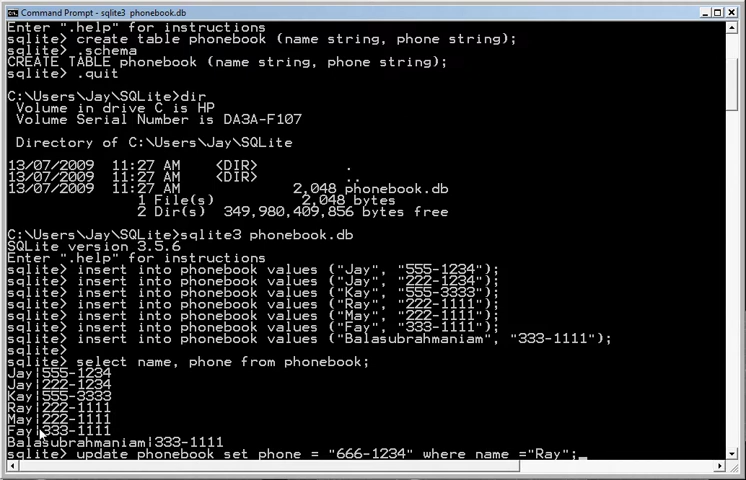 Command Prompt - sqlite3 phonebook.db
Enter ".help" for instructions
sqlite> create table phonebook (name string, phone string);
sqlite> .schema
CREATE TABLE phonebook (name string, phone string);
sqlite> .quit
C:\Users\Jay\SQLite>dir
Volume in drive C is HP
Volume Serial Number is DA3A-F107
Directory of C:\Users\Jay\SQLite
13/07/2009 11:27 AM <DIR> .
13/07/2009 11:27 AM <DIR> ..
13/07/2009 11:27 AM 2,048 phonebook.db
1 File(s) 2,048 bytes
2 Dir(s) 349,980,409,856 bytes free
C:\Users\Jay\SQLite>sqlite3 phonebook.db
SQLite version 3.5.6
Enter ".help" for instructions
sqlite> insert into phonebook values ("Jay", "555-1234");
sqlite> insert into phonebook values ("Jay", "222-1234");
sqlite> insert into phonebook values ("Kay", "555-3333");
sqlite> insert into phonebook values ("Ray", "222-1111");
sqlite> insert into phonebook values ("May", "222-1111");
sqlite> insert into phonebook values ("Fay", "333-1111");
sqlite> insert into phonebook values ("Balasubrahmaniam", "333-1111");
sqlite>
sqlite> select name, phone from phonebook;
Jay|555-1234
Jay|222-1234
Kay|555-3333
Ray|222-1111
May|222-1111
Fay|333-1111
Balasubrahmaniam|333-1111
sqlite> update phonebook set phone = "666-1234" where name ="Ray";_